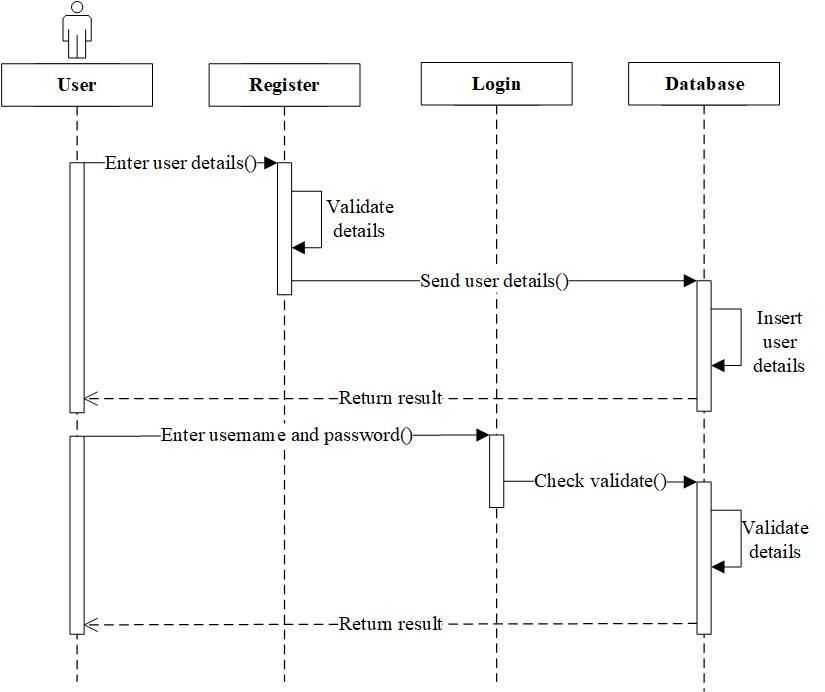 User
Register
Login
Database
Enter user details()
Validate
details
Send user details()
Insert
user
details
Return result
Enter username and password()
Check validate()
Validate
details
Return result